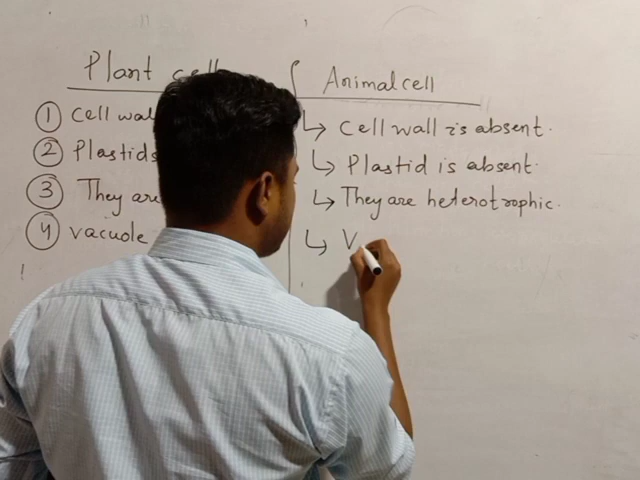 Plant cell Animal cell
① Cell wal ↳ Cell wall is absent.
② Plastids ↳ Plastid is absent.
③ They are ↳ They are heterotrophic.
④ vacuole ↳ V